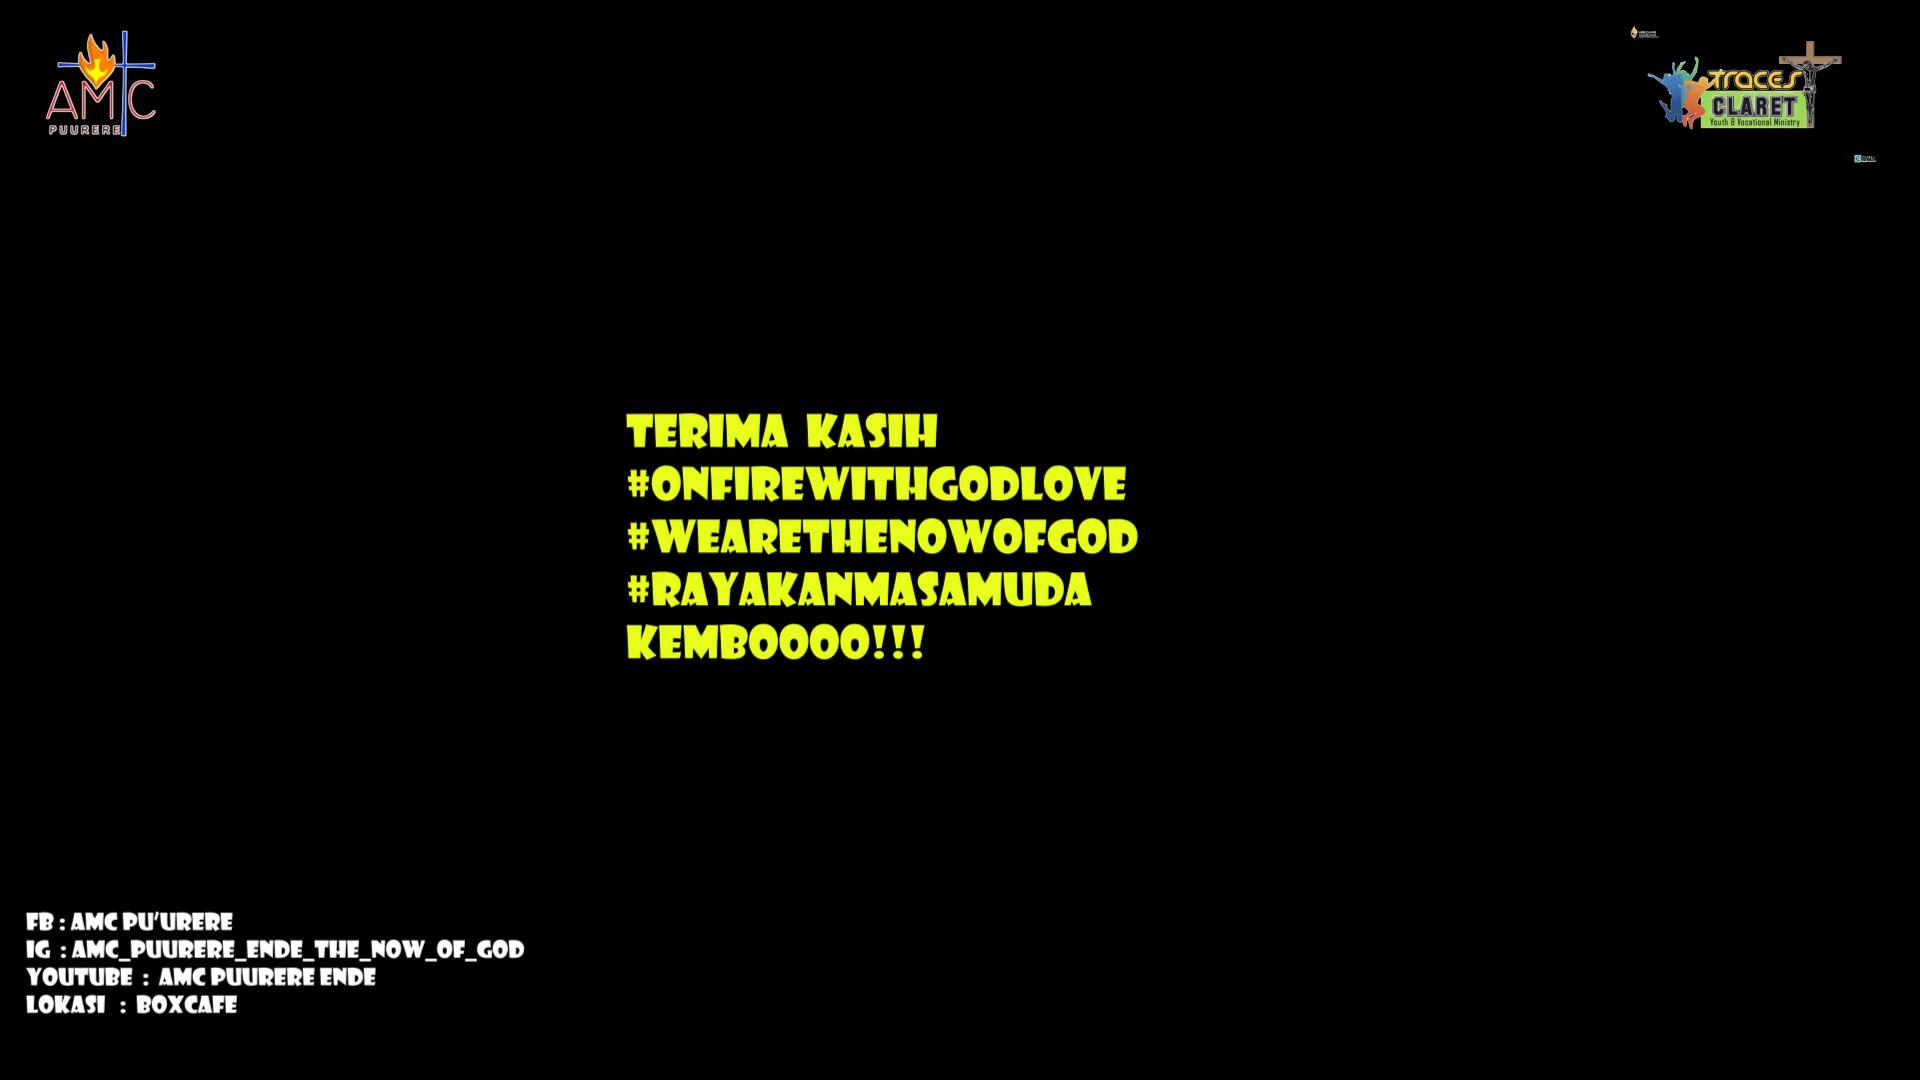 AMC
PUURERE
TRACES
CLARET
Youth & Vocational Ministry
TERIMA KASIH
#ONFIREWITHGODLOVE
#WEARETHENOWOFGOD
#RAYAKANMASAMUDA
KEMBOOOO!!!
FB : AMC PU'URERE
IG : AMC_PUURERE_ENDE_THE_NOW_OF_GOD
YOUTUBE : AMC PUURERE ENDE
LOKASI : BOXCAFE